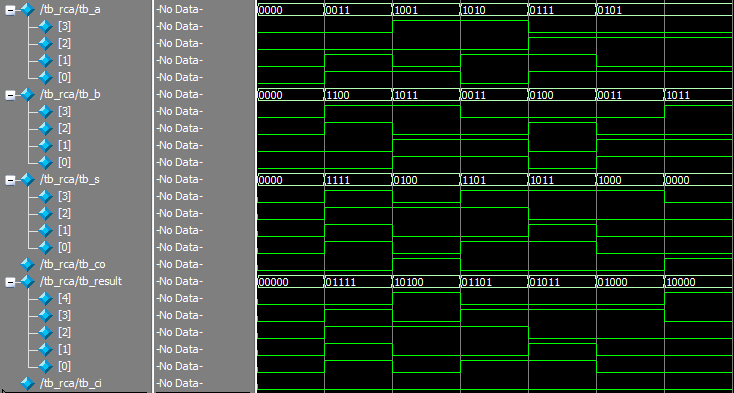 /tb_rca/tb_a -No Data- 0000 0011 1001 1010 0111 0101
[3] -No Data-
[2] -No Data-
[1] -No Data-
[0] -No Data-
/tb_rca/tb_b -No Data- 0000 1100 1011 0011 0100 0011 1011
[3] -No Data-
[2] -No Data-
[1] -No Data-
[0] -No Data-
/tb_rca/tb_s -No Data- 0000 1111 0100 1101 1011 1000 0000
[3] -No Data-
[2] -No Data-
[1] -No Data-
[0] -No Data-
/tb_rca/tb_co -No Data-
/tb_rca/tb_result -No Data- 00000 01111 10100 01101 01011 01000 10000
[4] -No Data-
[3] -No Data-
[2] -No Data-
[1] -No Data-
[0] -No Data-
/tb_rca/tb_ci -No Data-